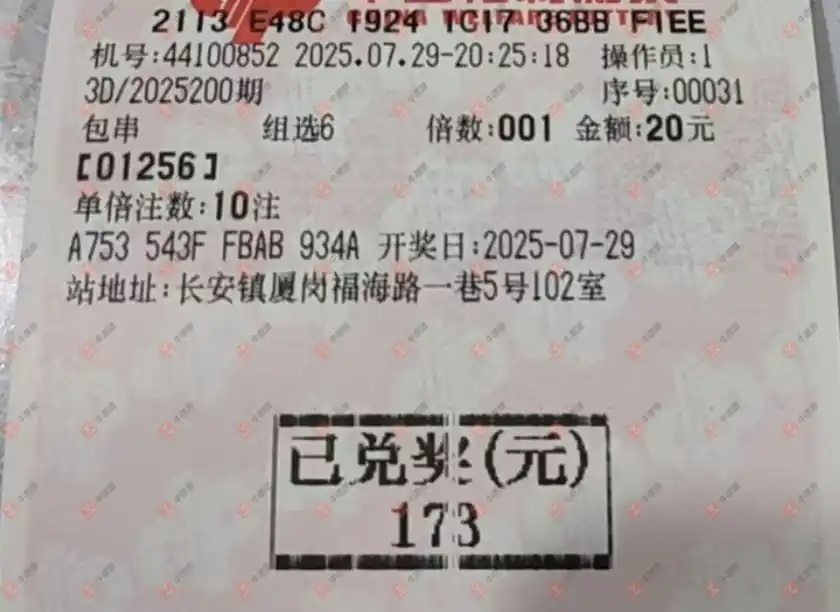 CHINA WELFARE LOTTERY
2113 E48C 1924 1C17 36BB F1EE
机号:44100852 2025.07.29-20:25:18 操作员:1
3D/2025200期 序号:00031
包串 组选6 倍数:001 金额:20元
[01256]
单倍注数:10注
A753 543F FBAB 934A 开奖日:2025-07-29
站地址:长安镇厦岗福海路一巷5号102室
已兑奖(元)
173